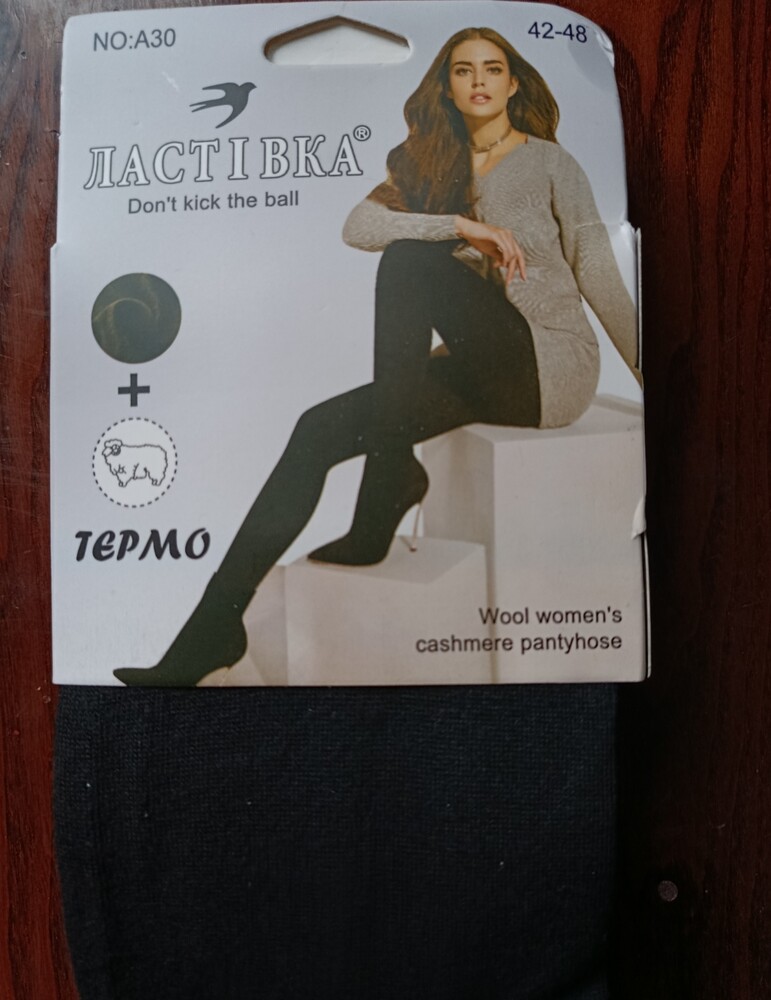 NO:A30
42-48
ЛАСТІВКА®
Don't kick the ball
+
ТЕРМО
Wool women's
cashmere pantyhose